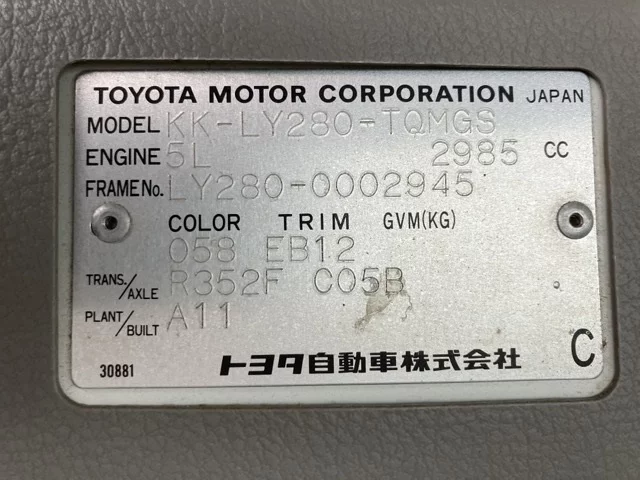 TOYOTA MOTOR CORPORATION JAPAN
MODEL KK-LY280-TQMGS
ENGINE 5L 2985 CC
FRAME No. LY280-0002945
COLOR TRIM GVM(KG)
058 EB12
TRANS./AXLE R352F C05B
PLANT/BUILT A11
30881 トヨタ自動車株式会社 C